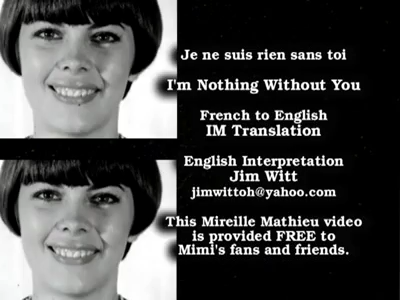 Je ne suis rien sans toi
I'm Nothing Without You
French to English
IM Translation
English Interpretation
Jim Witt
jimwittoh@yahoo.com
This Mireille Mathieu video
is provided FREE to
Mimi's fans and friends.